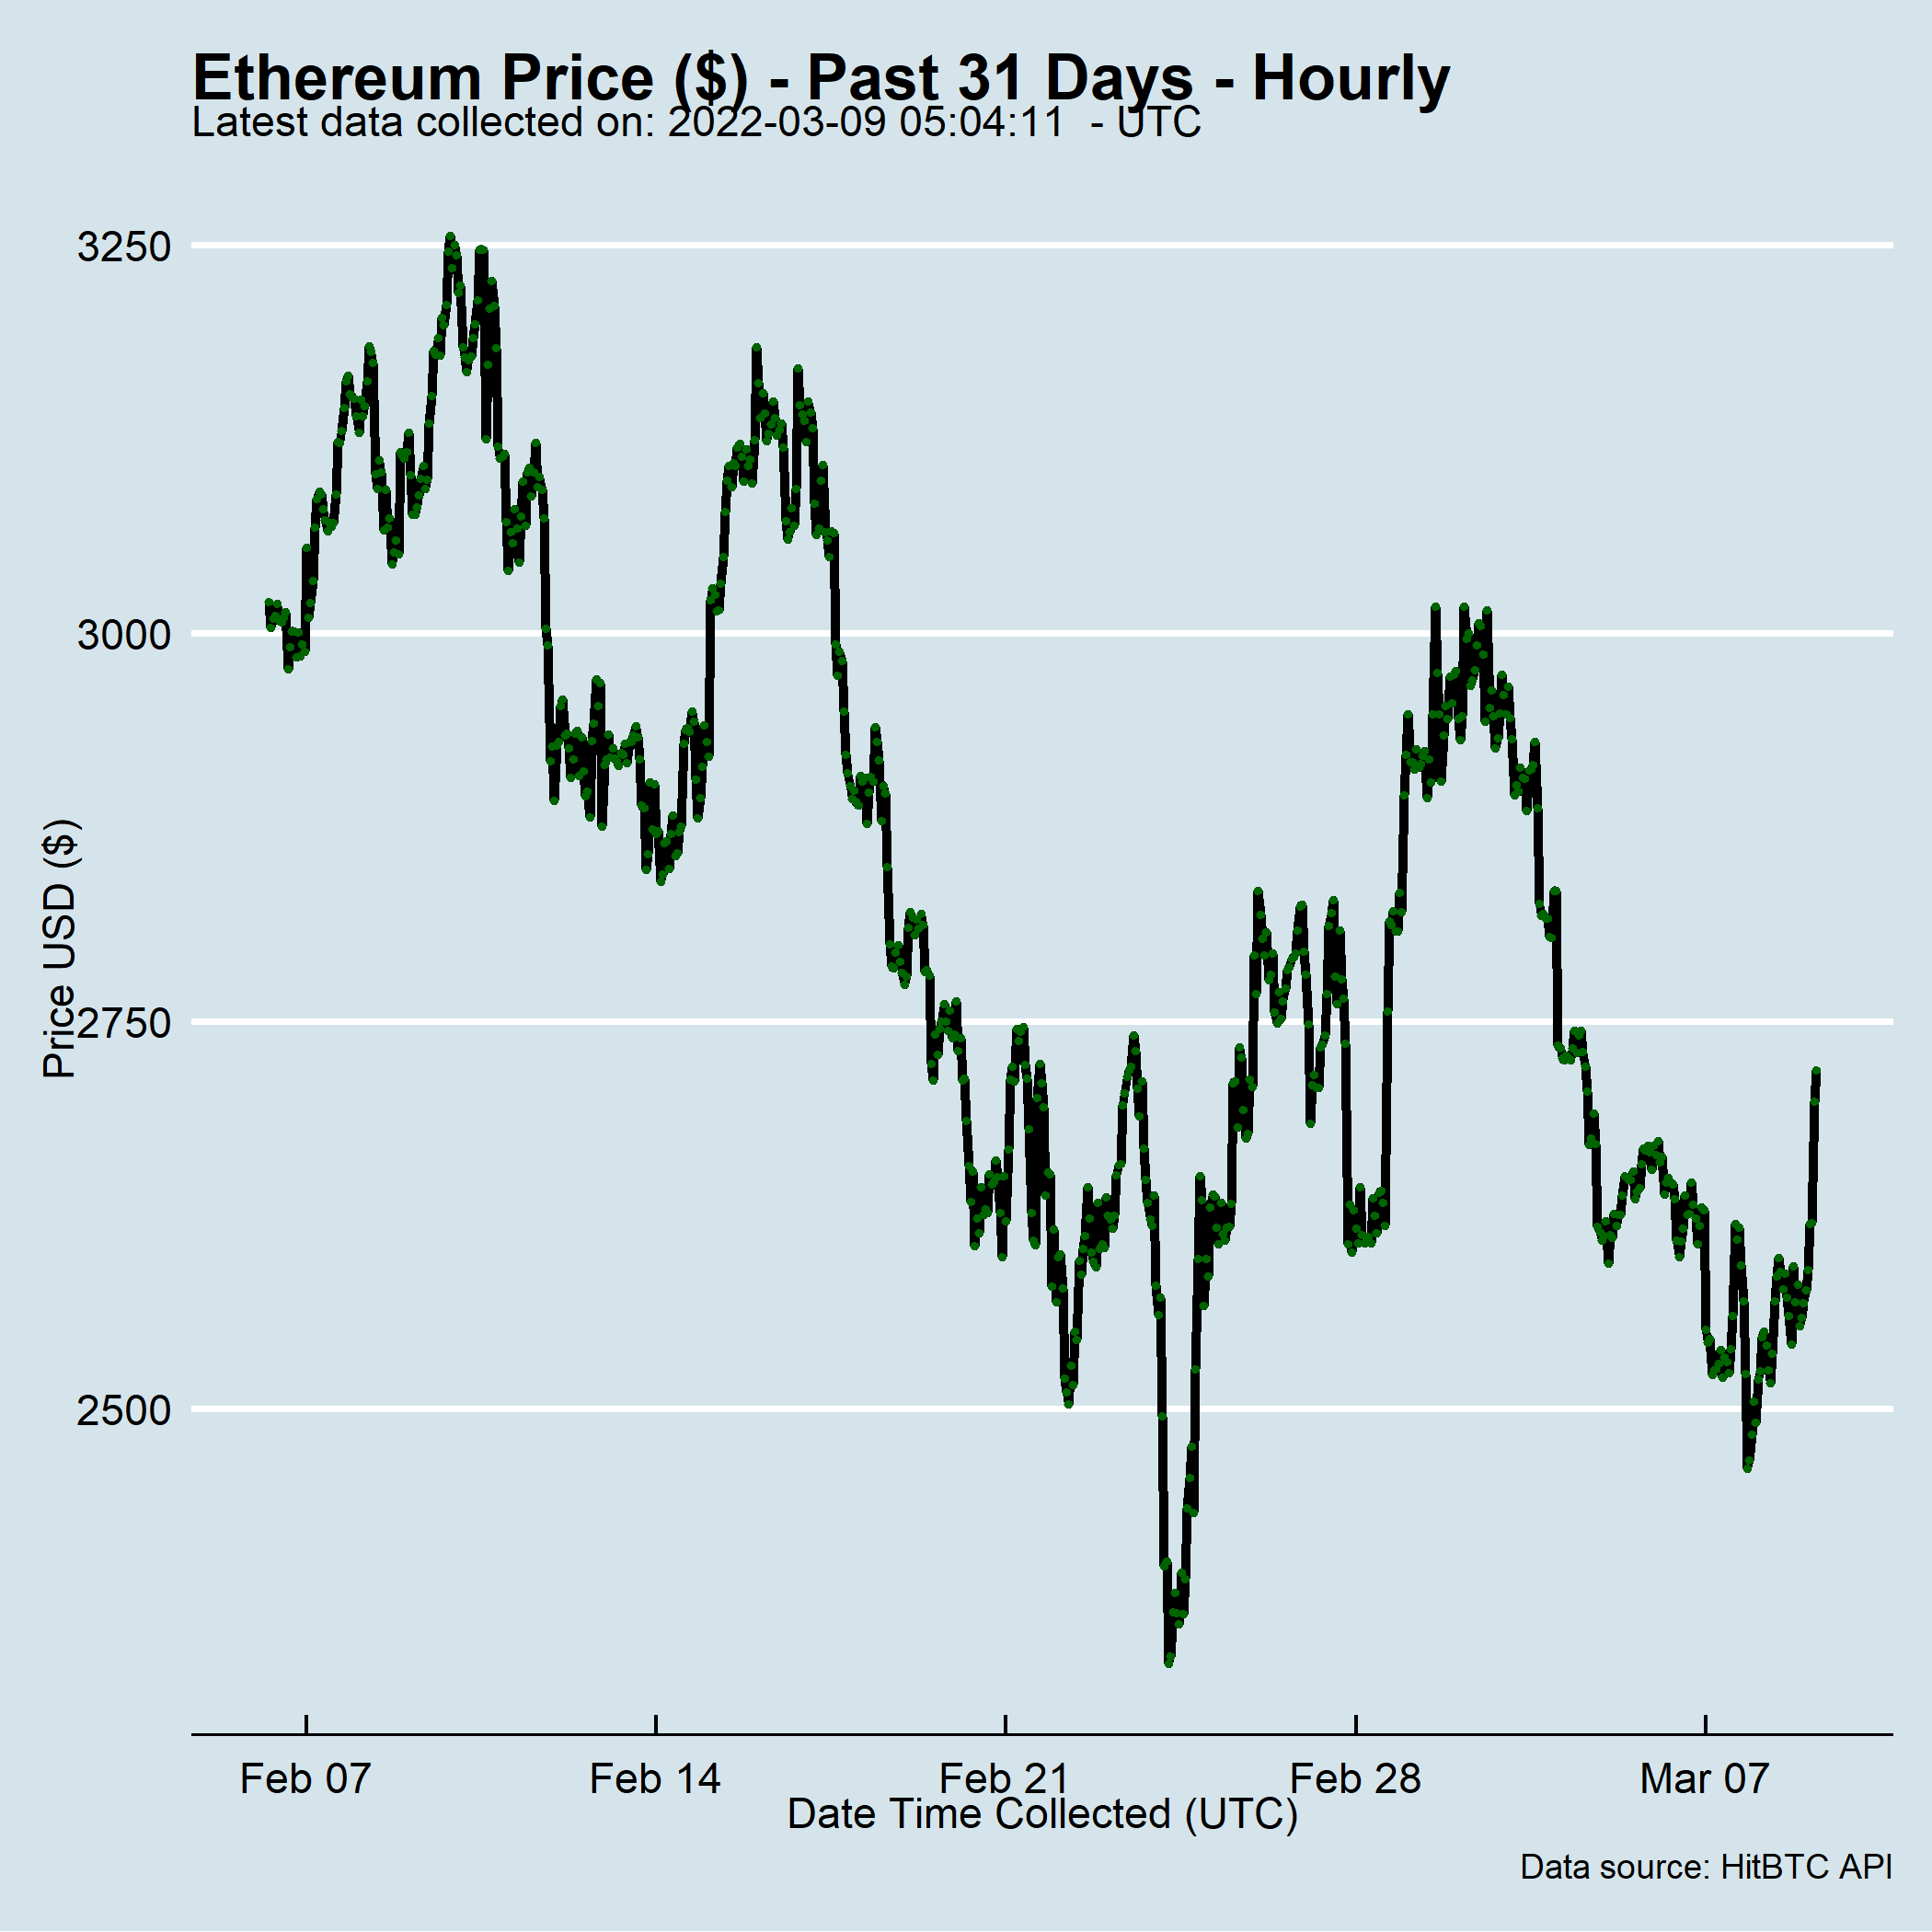 Ethereum Price ($) - Past 31 Days - Hourly
Latest data collected on: 2022-03-09 05:04:11  - UTC
3250
3000
2750
2500
Price USD ($)
Feb 07 Feb 14 Feb 21 Feb 28 Mar 07
Date Time Collected (UTC)
Data source: HitBTC API